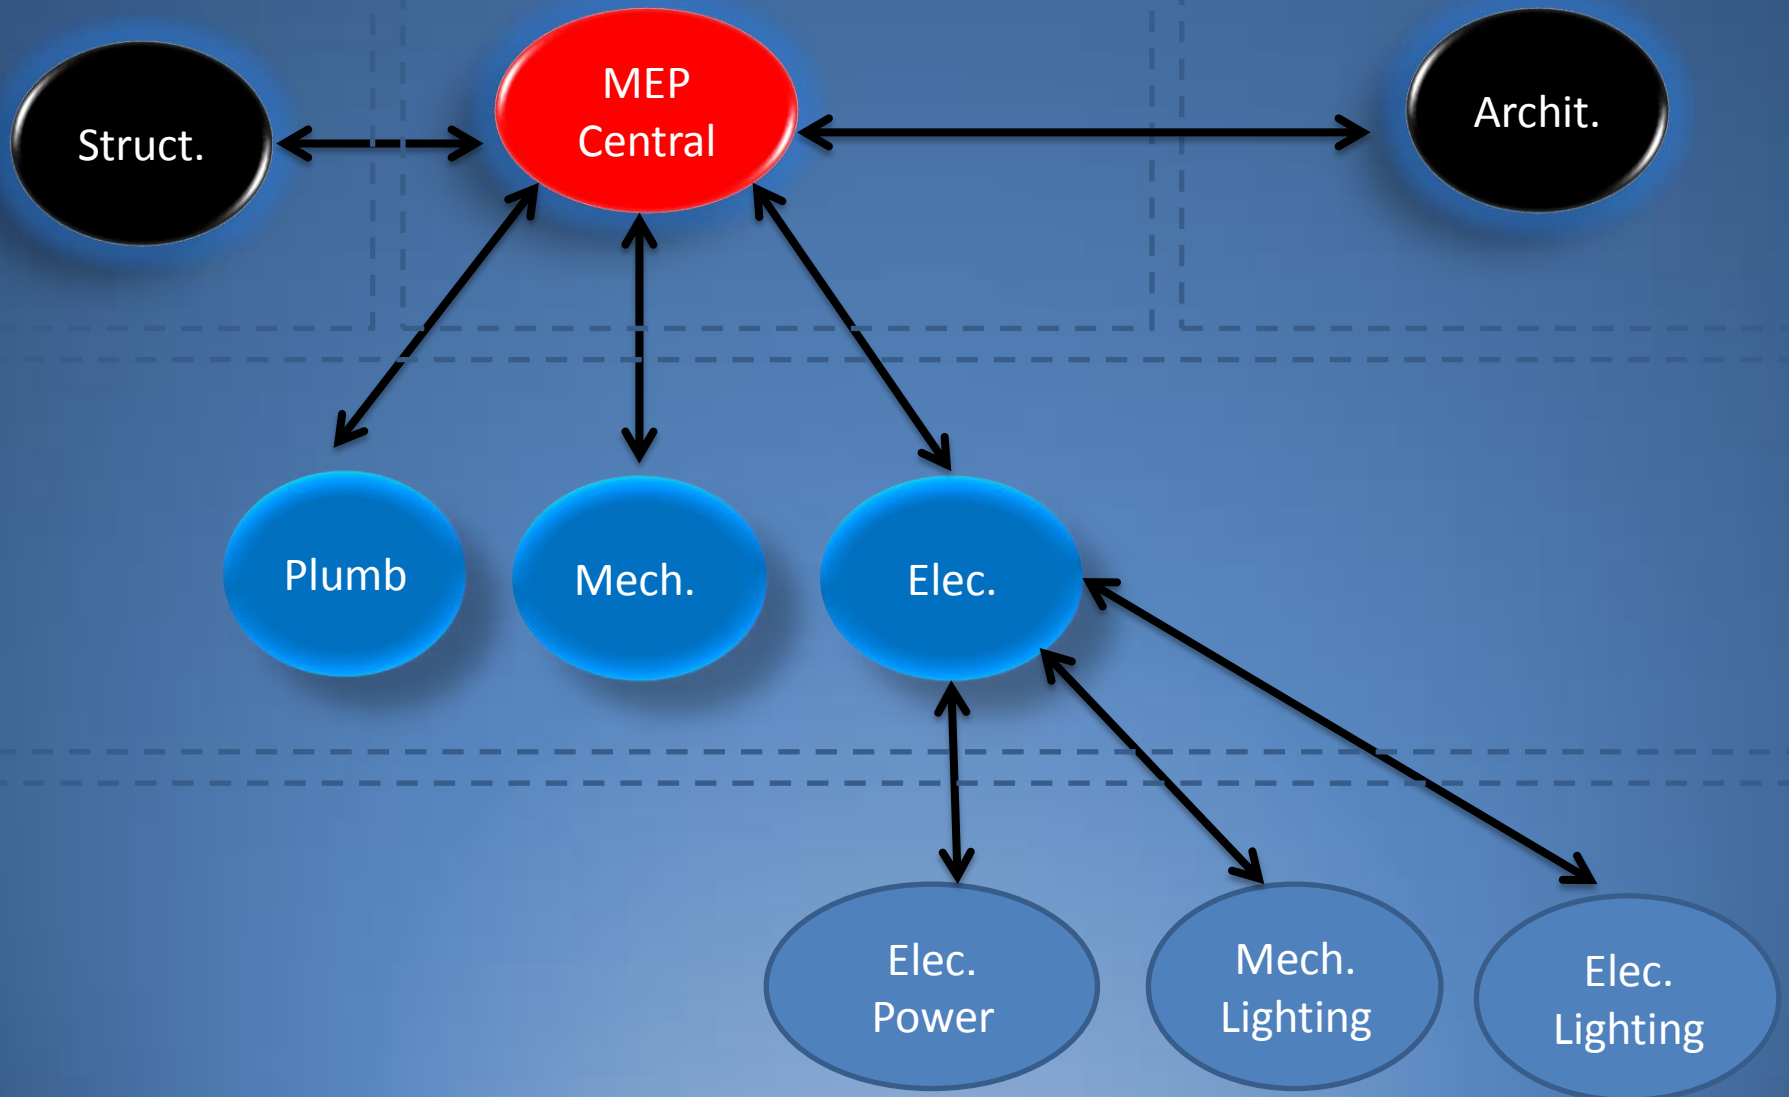 Struct.
MEP
Central
Archit.
Plumb
Mech.
Elec.
Elec.
Power
Mech.
Lighting
Elec.
Lighting